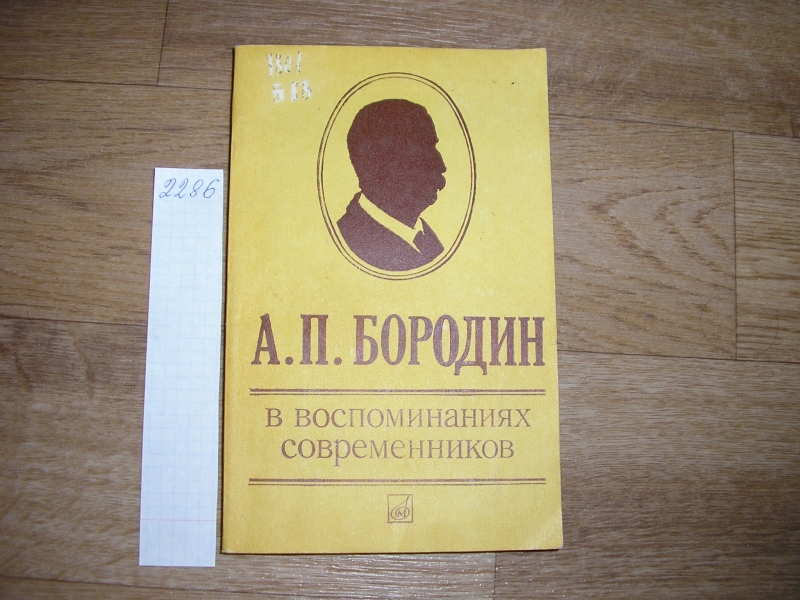 2286
А.П. БОРОДИН
в воспоминаниях
современников